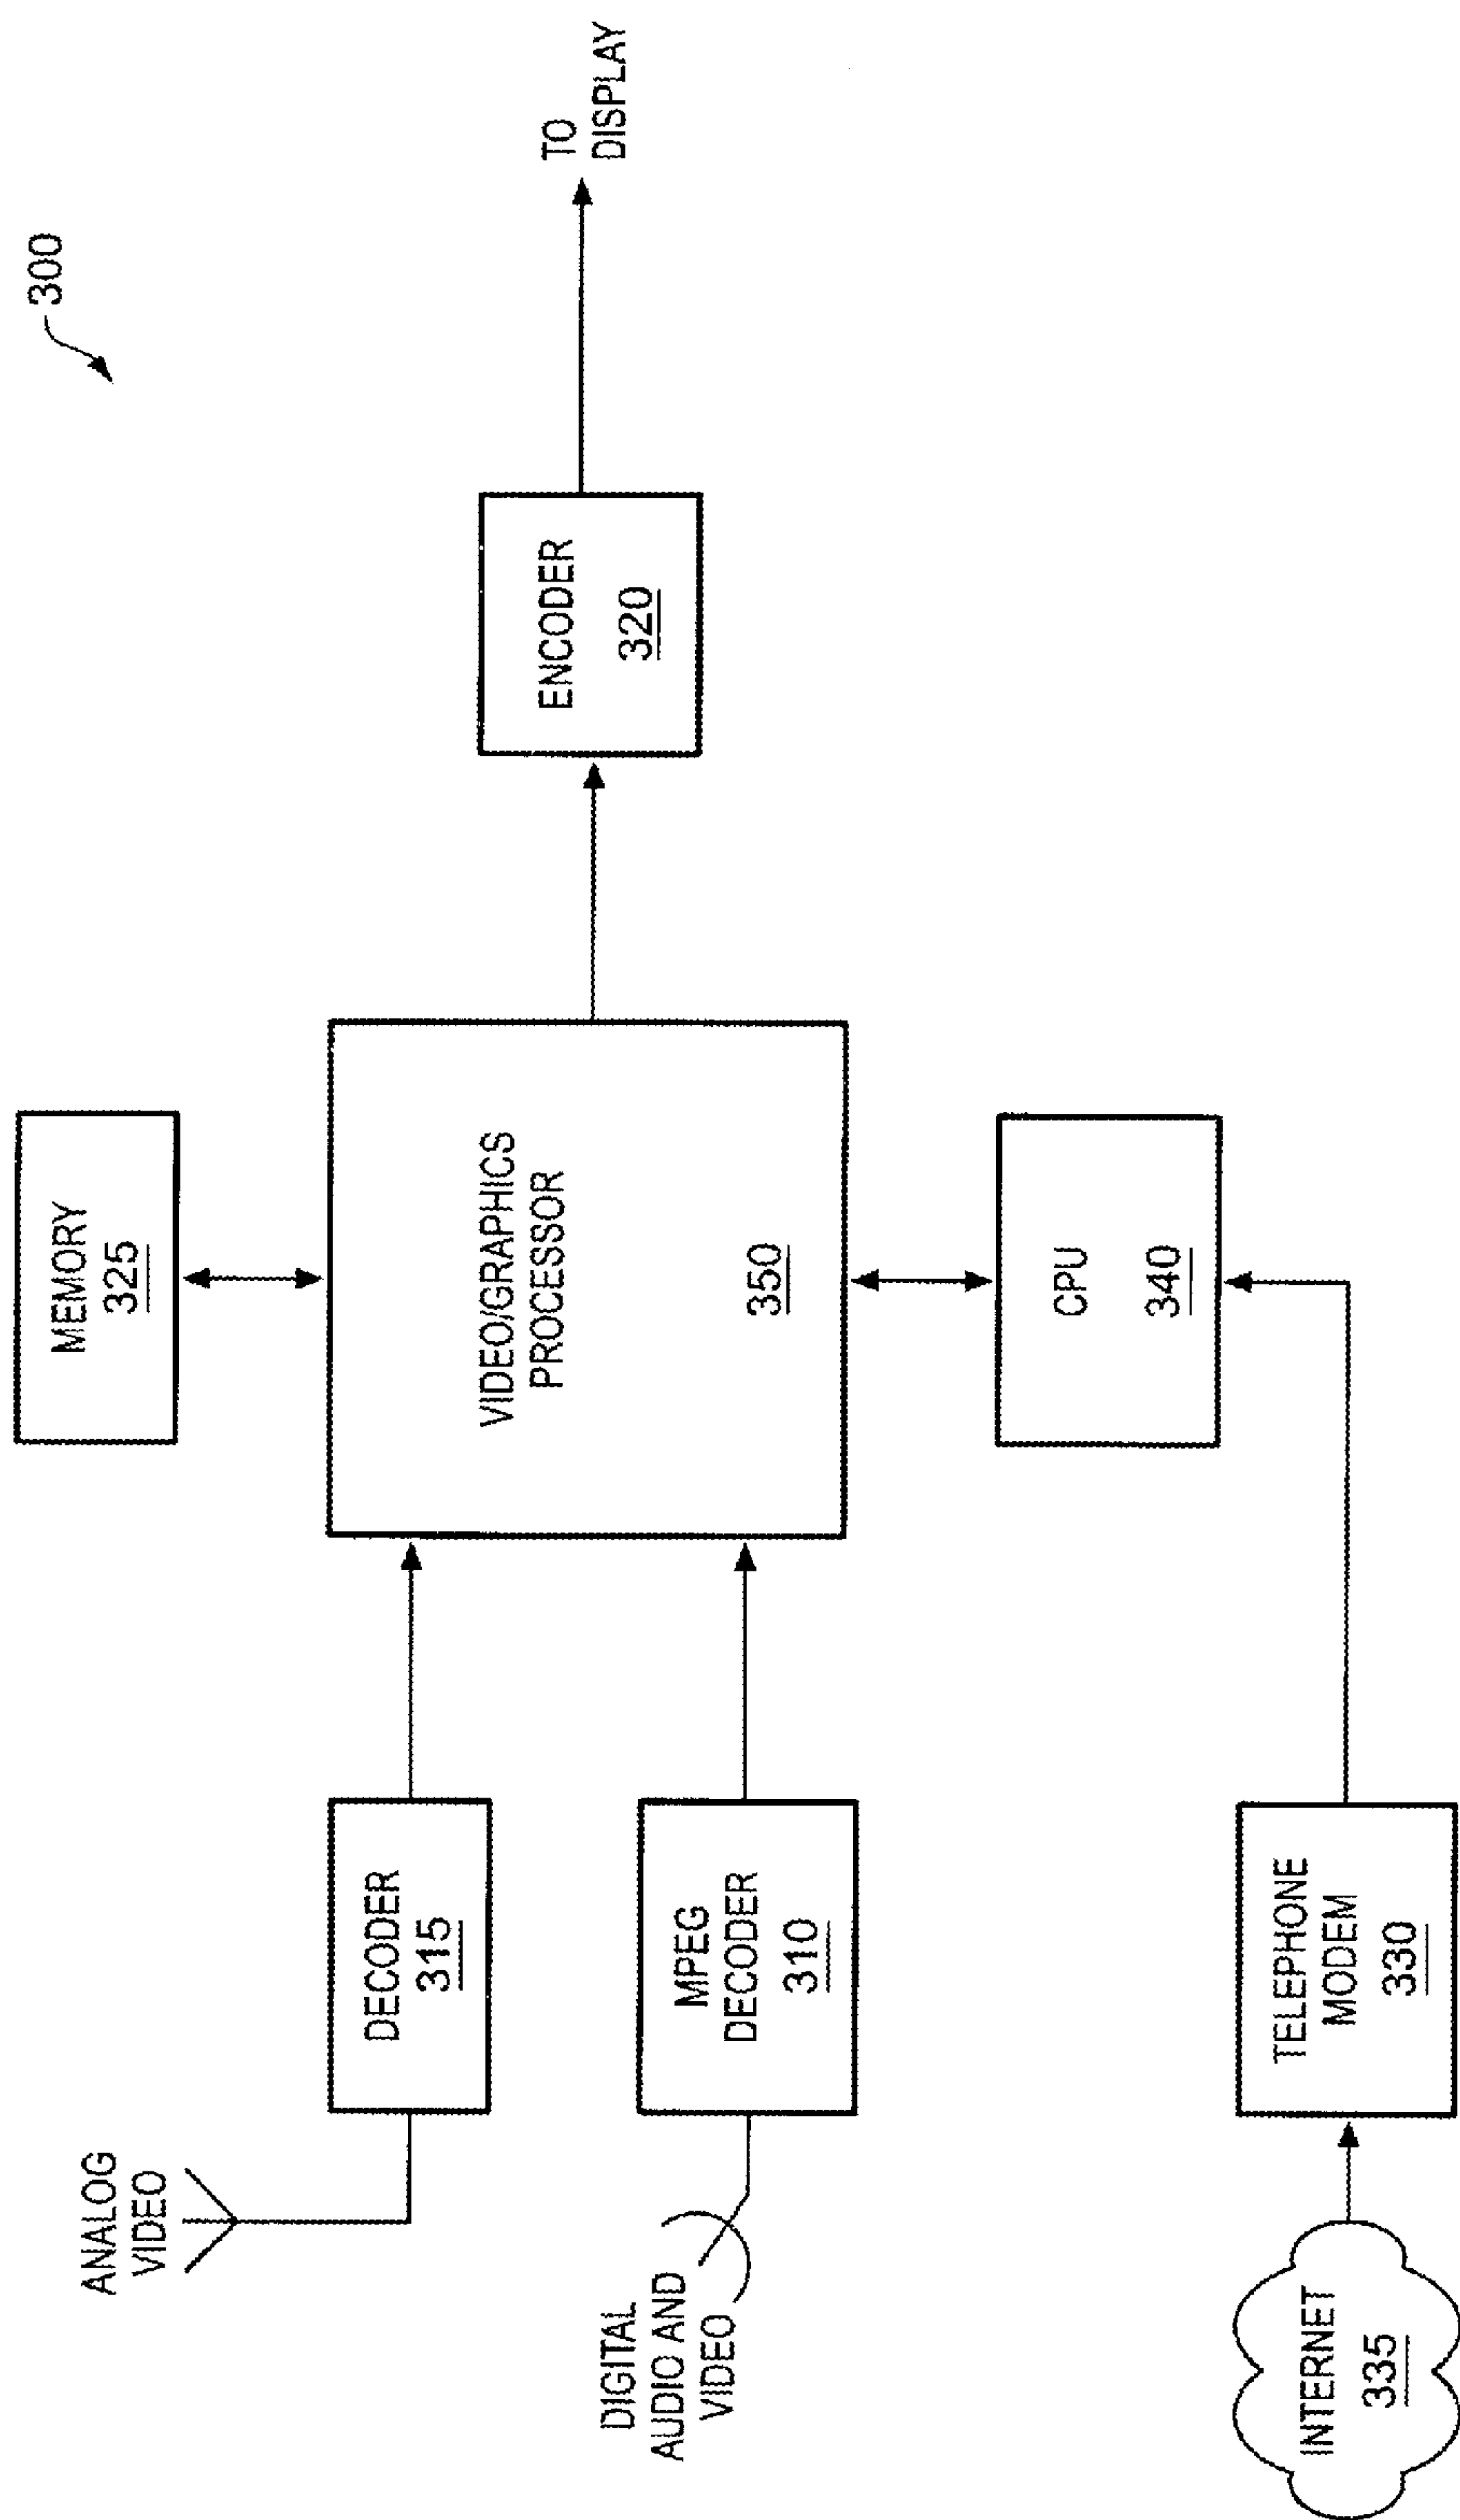 300
MEMORY
325
ANALOG
VIDEO
DECODER
315
VIDEO/GRAPHICS
PROCESSOR
350
ENCODER
320
TO
DISPLAY
DIGITAL
AUDIO AND
VIDEO
MPEG
DECODER
310
CPU
340
INTERNET
335
TELEPHONE
MODEM
330